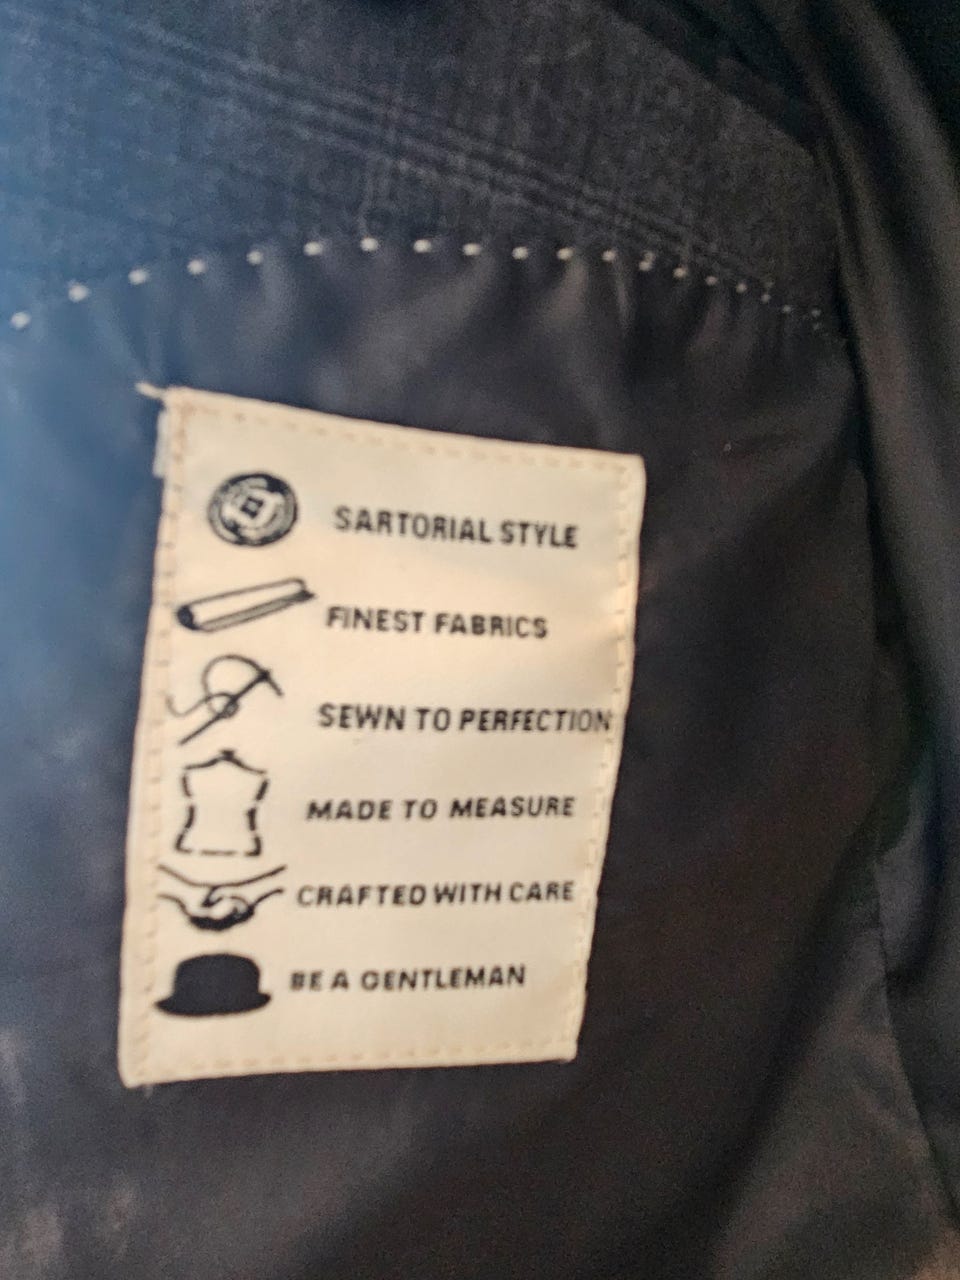 SARTORIAL STYLE
FINEST FABRICS
SEWN TO PERFECTION
MADE TO MEASURE
CRAFTED WITH CARE
BE A GENTLEMAN